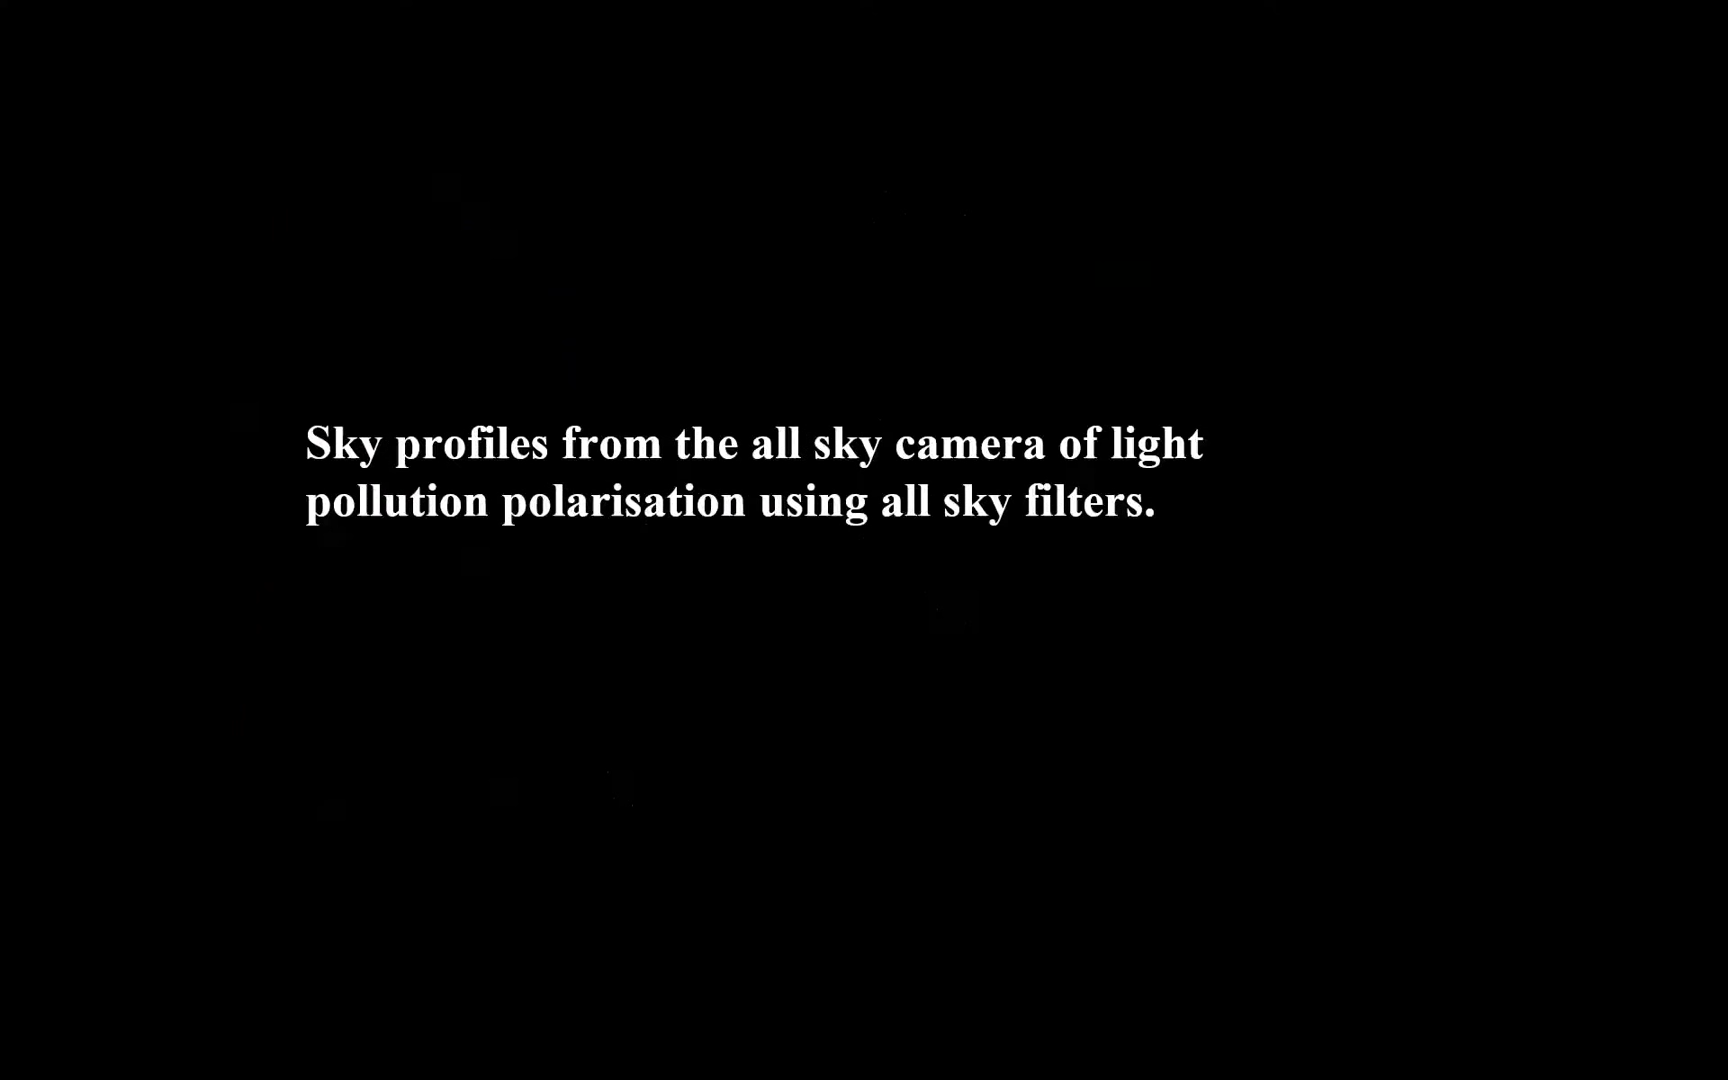 Sky profiles from the all sky camera of light
pollution polarisation using all sky filters.